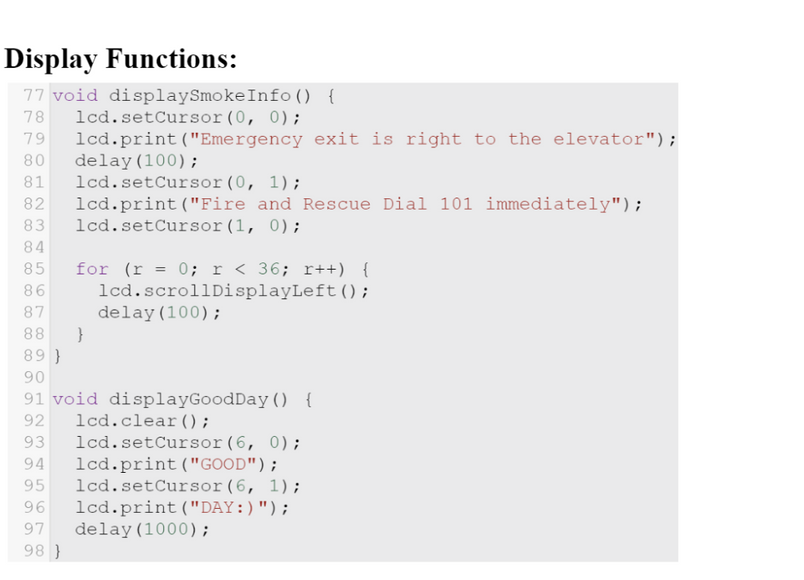 Display Functions:
77 void displaySmokeInfo() {
78   lcd.setCursor(0, 0);
79   lcd.print("Emergency exit is right to the elevator");
80   delay(100);
81   lcd.setCursor(0, 1);
82   lcd.print("Fire and Rescue Dial 101 immediately");
83   lcd.setCursor(1, 0);
84
85   for (r = 0; r < 36; r++) {
86     lcd.scrollDisplayLeft();
87     delay(100);
88   }
89 }
90
91 void displayGoodDay() {
92   lcd.clear();
93   lcd.setCursor(6, 0);
94   lcd.print("GOOD");
95   lcd.setCursor(6, 1);
96   lcd.print("DAY:)");
97   delay(1000);
98 }